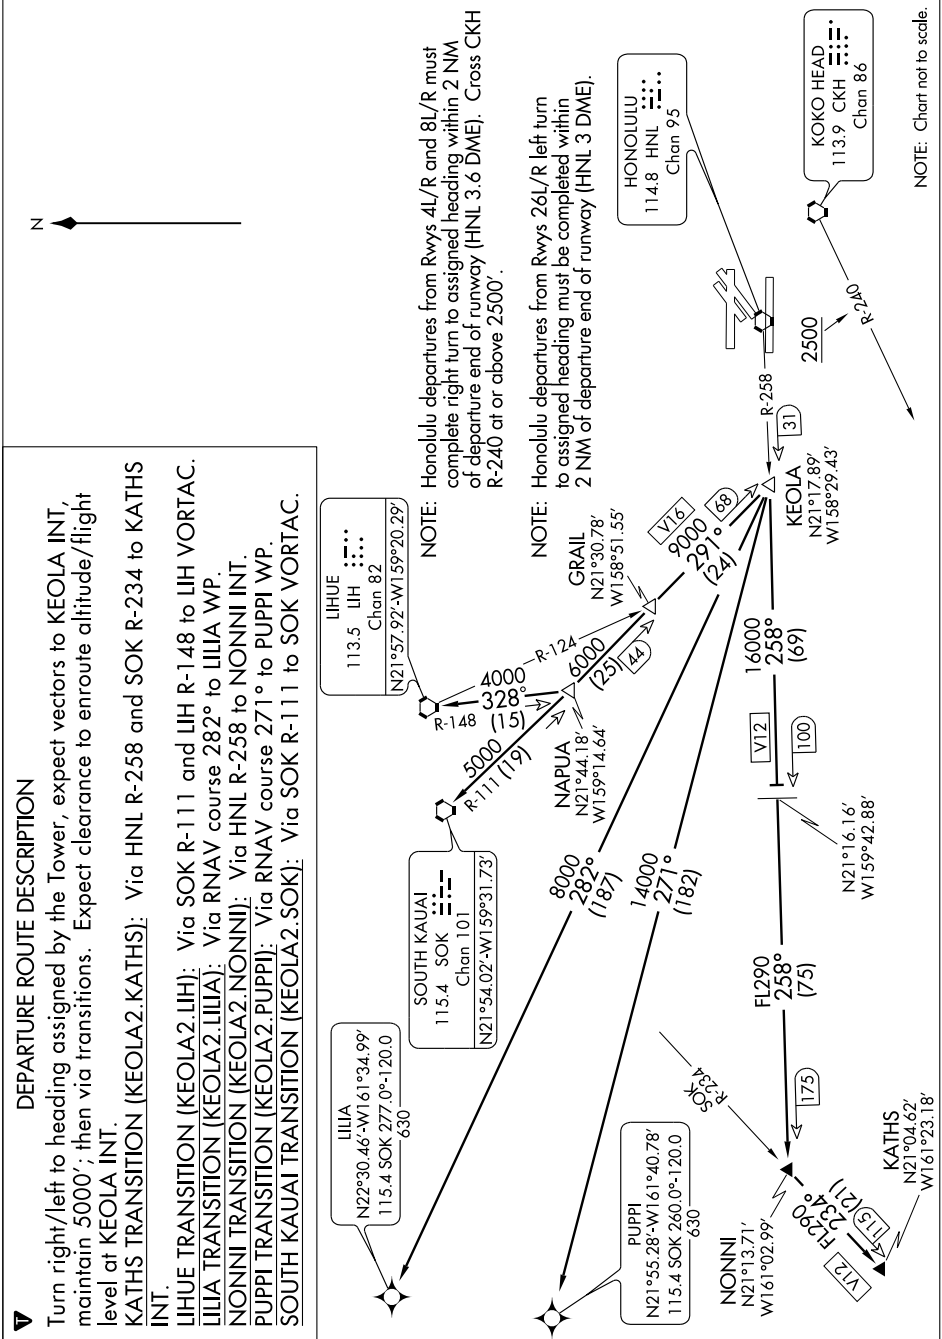 DEPARTURE ROUTE DESCRIPTION
Turn right/left to heading assigned by the Tower, expect vectors to KEOLA INT,
maintain 5000'; then via transitions. Expect clearance to enroute altitude/flight
level at KEOLA INT.
KATHS TRANSITION (KEOLA2.KATHS): Via HNL R-258 and SOK R-234 to KATHS
INT.
LIHUE TRANSITION (KEOLA2.LIH): Via SOK R-111 and LIH R-148 to LIH VORTAC.
LILIA TRANSITION (KEOLA2.LILIA): Via RNAV course 282° to LILIA WP.
NONNI TRANSITION (KEOLA2.NONNI): Via HNL R-258 to NONNI INT.
PUPPI TRANSITION (KEOLA2.PUPPI): Via RNAV course 271° to PUPPI WP.
SOUTH KAUAI TRANSITION (KEOLA2.SOK): Via SOK R-111 to SOK VORTAC.
N
NOTE: Honolulu departures from Rwys 4L/R and 8L/R must
complete right turn to assigned heading within 2 NM
of departure end of runway (HNL 3.6 DME). Cross CKH
R-240 at or above 2500'.
NOTE: Honolulu departures from Rwys 26L/R left turn
to assigned heading must be completed within
2 NM of departure end of runway (HNL 3 DME).
LIHUE
113.5 LIH
Chan 82
N21°57.92'-W159°20.29'
SOUTH KAUAI
115.4 SOK
Chan 101
N21°54.02'-W159°31.73'
LILIA
N22°30.46'-W161°34.99'
115.4 SOK 277.0°-120.0
630
PUPPI
N21°55.28'-W161°40.78'
115.4 SOK 260.0°-120.0
630
HONOLULU
114.8 HNL
Chan 95
KOKO HEAD
113.9 CKH
Chan 86
R-240
2500
R-258
31
KEOLA
N21°17.89'
W158°29.43'
V16
68
9000
291°
(24)
GRAIL
N21°30.78'
W158°51.55'
R-124
6000
(25)
44
4000
328°
(15)
R-148
NAPUA
N21°44.18'
W159°14.64'
5000
R-111 (19)
8000
282°
(187)
14000
271°
(182)
16000
258°
(69)
V12
100
N21°16.16'
W159°42.88'
FL290
258°
(75)
175
SOK
R-234
NONNI
N21°13.71'
W161°02.99'
FL290
234°
(21)
115
V12
KATHS
N21°04.62'
W161°23.18'
NOTE: Chart not to scale.
T